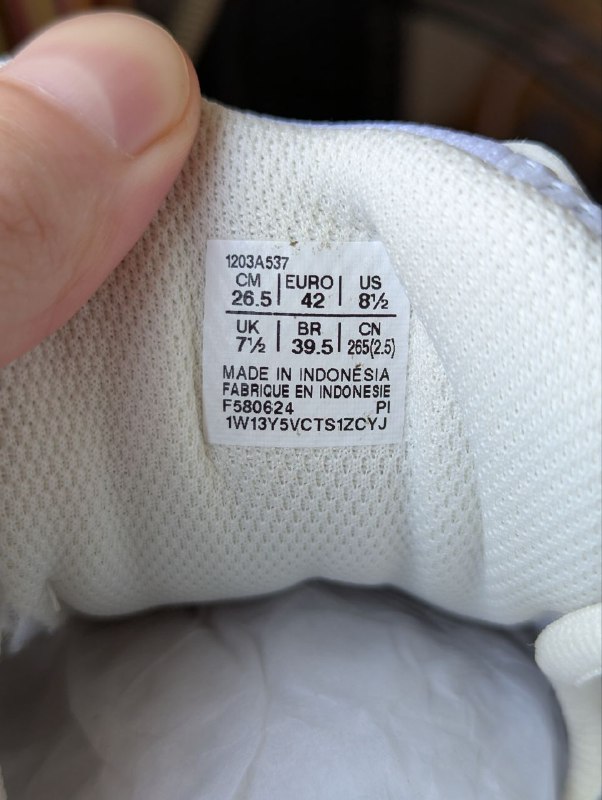 1203A537
CM EURO US
26.5 42 8½
UK BR CN
7½ 39.5 265(2.5)
MADE IN INDONÉSIA
FABRIQUE EN INDONESIE
F580624 PI
1W13Y5VCTS1ZCYJ